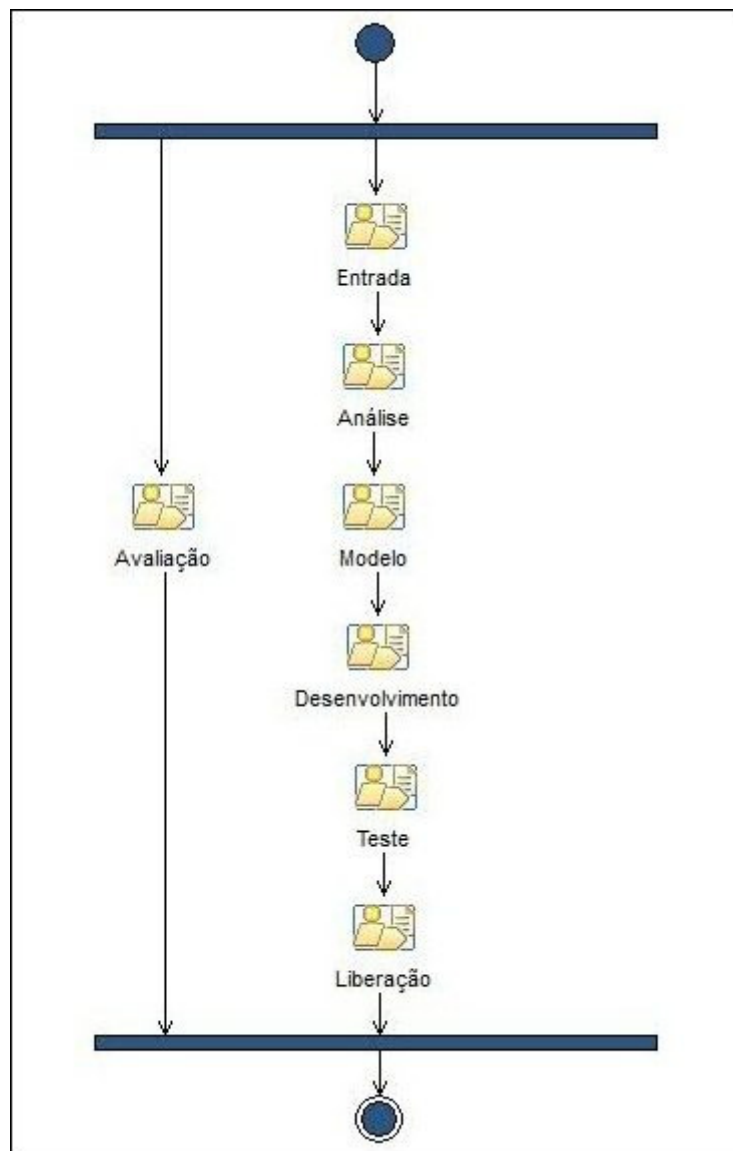 Entrada
Análise
Avaliação
Modelo
Desenvolvimento
Teste
Liberação